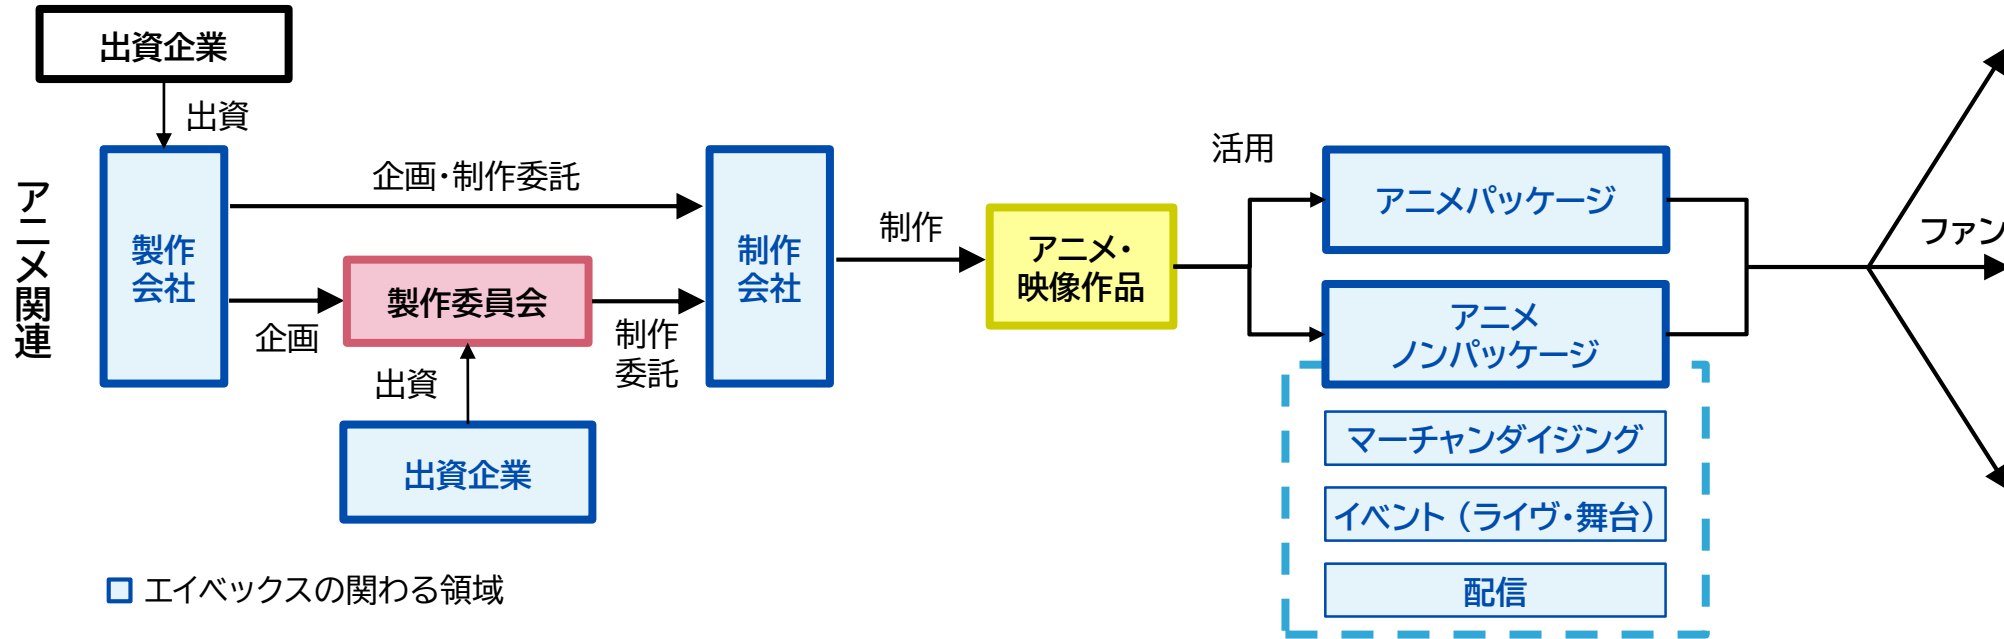 出資企業
出資
アニメ関連
製作
会社
企画・制作委託
企画
製作委員会
出資
出資企業
制作
委託
制作
会社
制作
アニメ・
映像作品
活用
アニメパッケージ
アニメ
ノンパッケージ
マーチャンダイジング
イベント（ライヴ・舞台）
配信
ファン
エイベックスの関わる領域